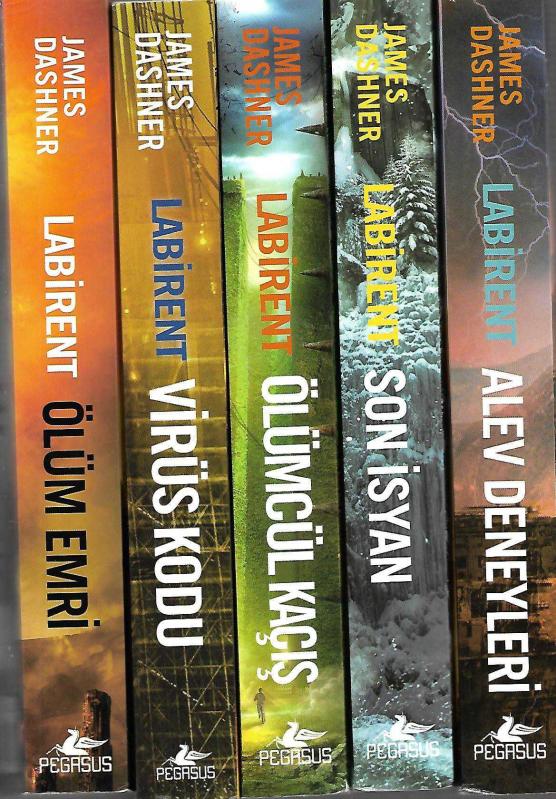 JAMES
DASHNER
LABİRENT
ÖLÜM EMRİ
PEGASUS
JAMES
DASHNER
LABİRENT
VİRÜS KODU
PEGASUS
JAMES
DASHNER
LABİRENT
ÖLÜMCÜL KAÇIŞ
PEGASUS
JAMES
DASHNER
LABİRENT
SON İSYAN
PEGASUS
JAMES
DASHNER
LABİRENT
ALEV DENEYLERİ
PEGASUS